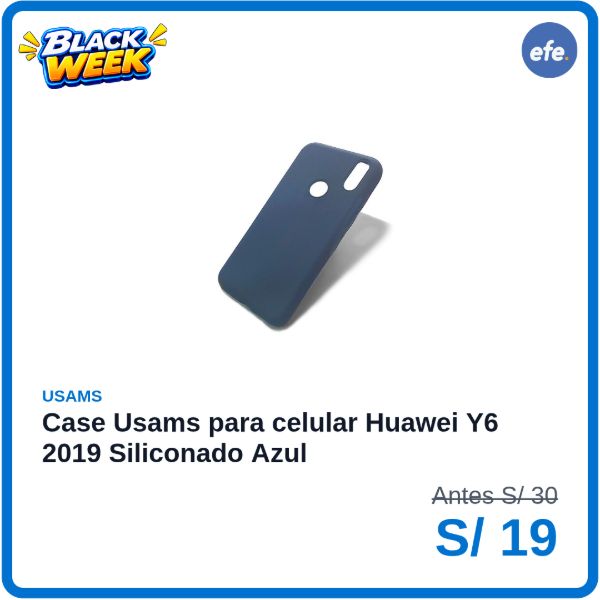 BLACK
WEEK
efe.
USAMS
Case Usams para celular Huawei Y6
2019 Siliconado Azul
Antes S/ 30
S/ 19